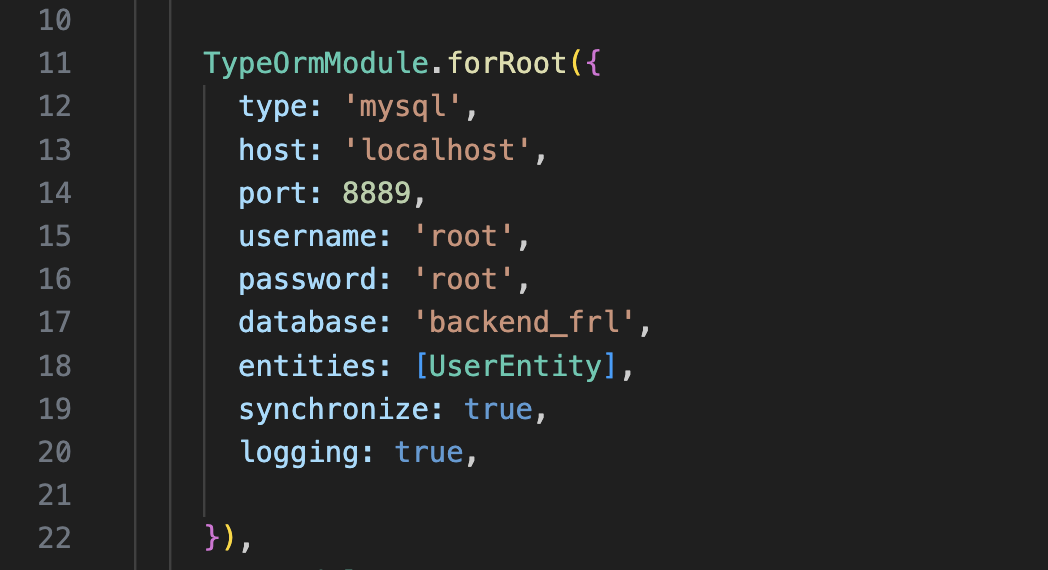 10
11 TypeOrmModule.forRoot({
12 type: 'mysql',
13 host: 'localhost',
14 port: 8889,
15 username: 'root',
16 password: 'root',
17 database: 'backend_frl',
18 entities: [UserEntity],
19 synchronize: true,
20 logging: true,
21
22 }),